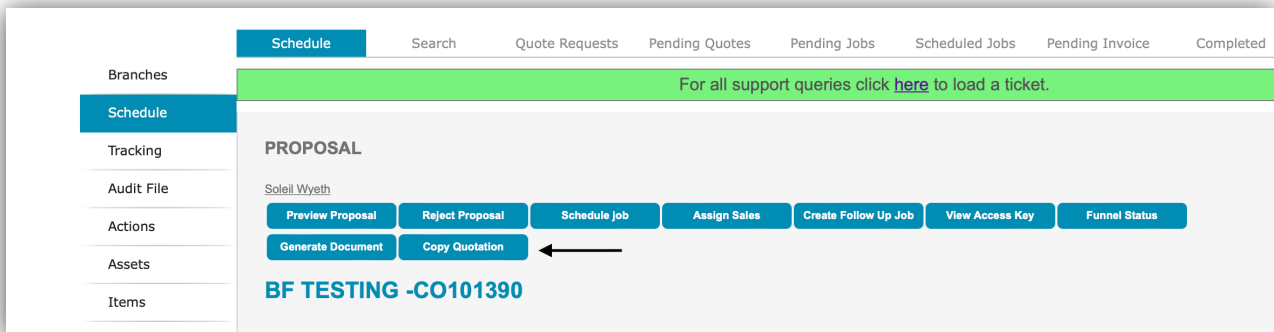 Schedule Search Quote Requests Pending Quotes Pending Jobs Scheduled Jobs Pending Invoice Completed
Branches
For all support queries click here to load a ticket.
Schedule
Tracking
PROPOSAL
Audit File
Soleil Wyeth
Preview Proposal Reject Proposal Schedule job Assign Sales Create Follow Up Job View Access Key Funnel Status
Actions
Generate Document Copy Quotation
Assets
BF TESTING -CO101390
Items